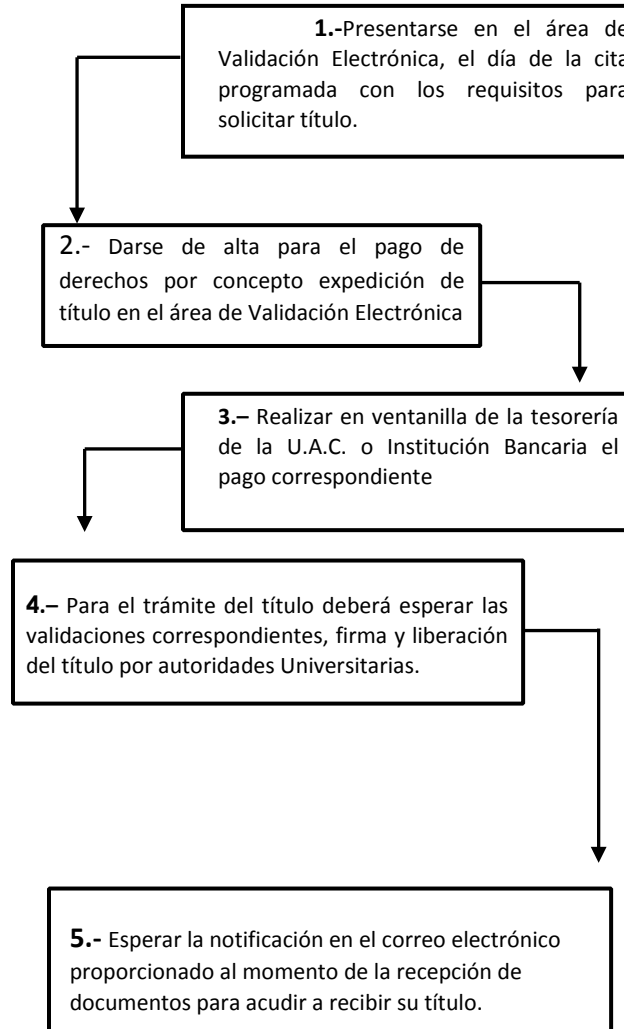 1.-Presentarse en el área de
Validación Electrónica, el día de la cita
programada con los requisitos para
solicitar título.
2.- Darse de alta para el pago de
derechos por concepto expedición de
título en el área de Validación Electrónica
3.– Realizar en ventanilla de la tesorería
de la U.A.C. o Institución Bancaria el
pago correspondiente
4.– Para el trámite del título deberá esperar las
validaciones correspondientes, firma y liberación
del título por autoridades Universitarias.
5.- Esperar la notificación en el correo electrónico
proporcionado al momento de la recepción de
documentos para acudir a recibir su título.